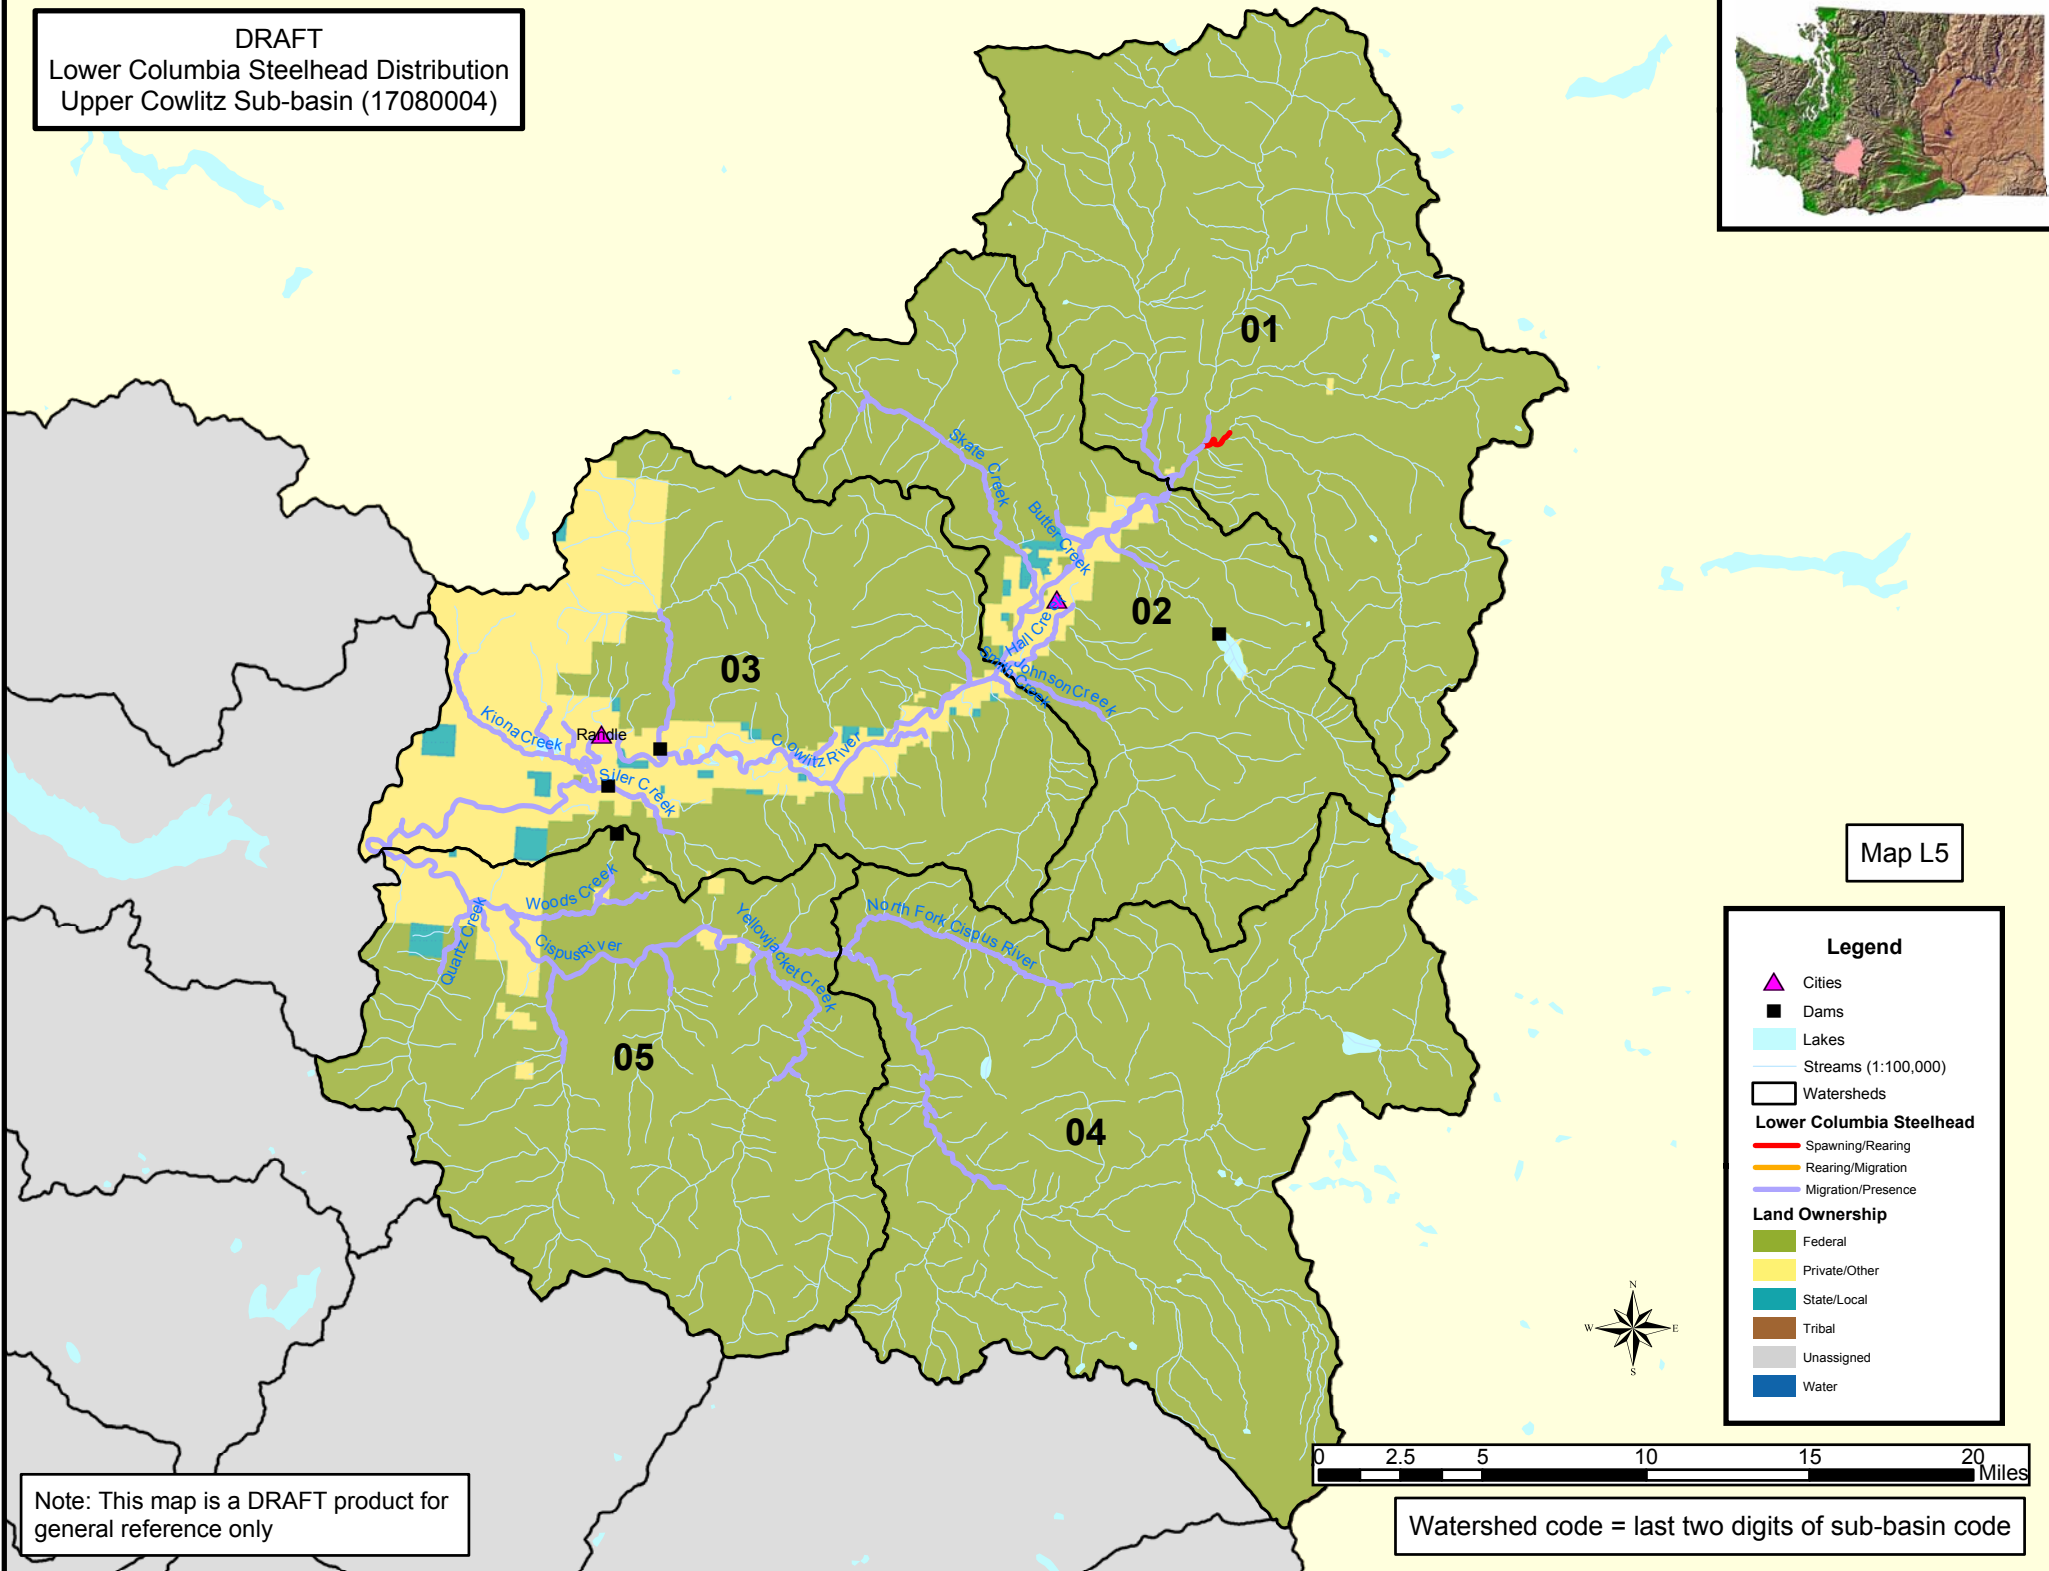 DRAFT
Lower Columbia Steelhead Distribution
Upper Cowlitz Sub-basin (17080004)
01
Skate Creek
Butter Creek
02
Hall Cre
Smith Creek
Johnson Creek
03
Kiona Creek
Randle
Cowlitz River
Siler Creek
Woods Creek
Quartz Creek
Cispus River
Yellowjacket Creek
North Fork Cispus River
05
04
Map L5
Legend
Cities
Dams
Lakes
Streams (1:100,000)
Watersheds
Lower Columbia Steelhead
Spawning/Rearing
Rearing/Migration
Migration/Presence
Land Ownership
Federal
Private/Other
State/Local
Tribal
Unassigned
Water
N
W E
S
0 2.5 5 10 15 20
Miles
Note: This map is a DRAFT product for
general reference only
Watershed code = last two digits of sub-basin code